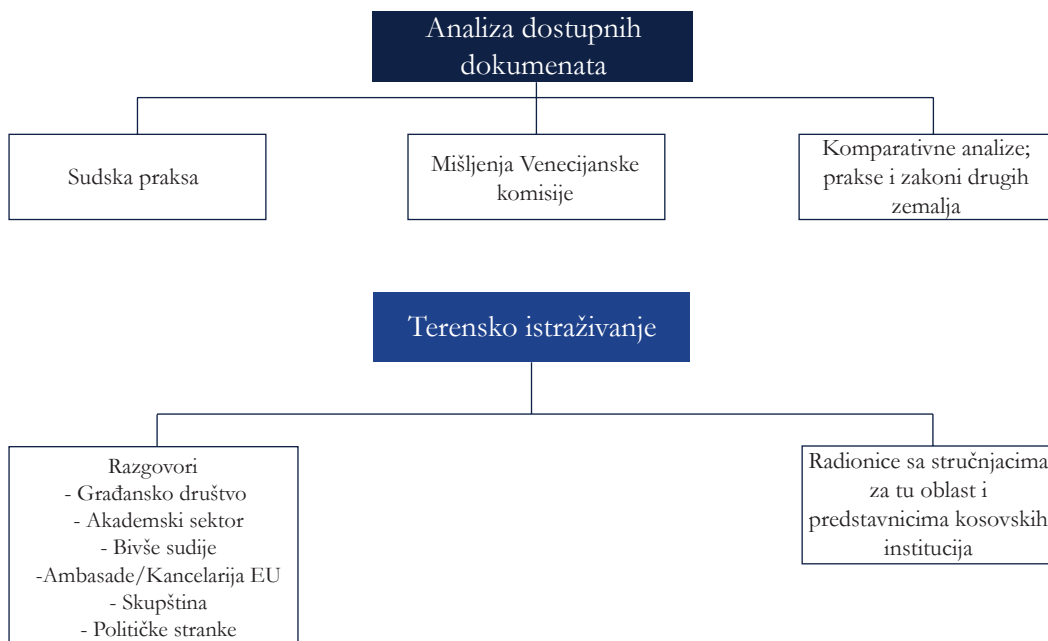 Analiza dostupnih
dokumenata
Sudska praksa
Mišljenja Venecijanske
komisije
Komparativne analize;
prakse i zakoni drugih
zemalja
Terensko istraživanje
Razgovori
- Građansko društvo
- Akademski sektor
- Bivše sudije
-Ambasade/Kancelarija EU
- Skupština
- Političke stranke
Radionice sa stručnjacima
za tu oblast i
predstavnicima kosovskih
institucija